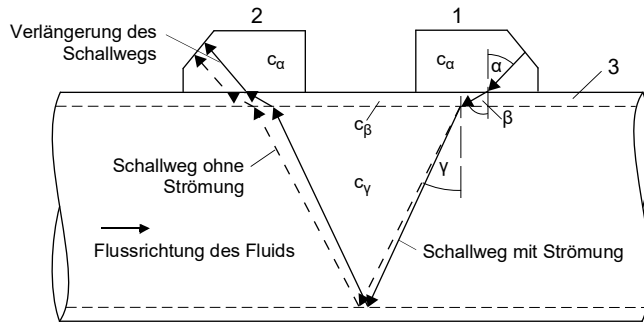 2
1
Verlängerung des
Schallwegs
cα
cα
α
3
cβ
β
Schallweg ohne
Strömung
cγ
γ
Flussrichtung des Fluids
Schallweg mit Strömung